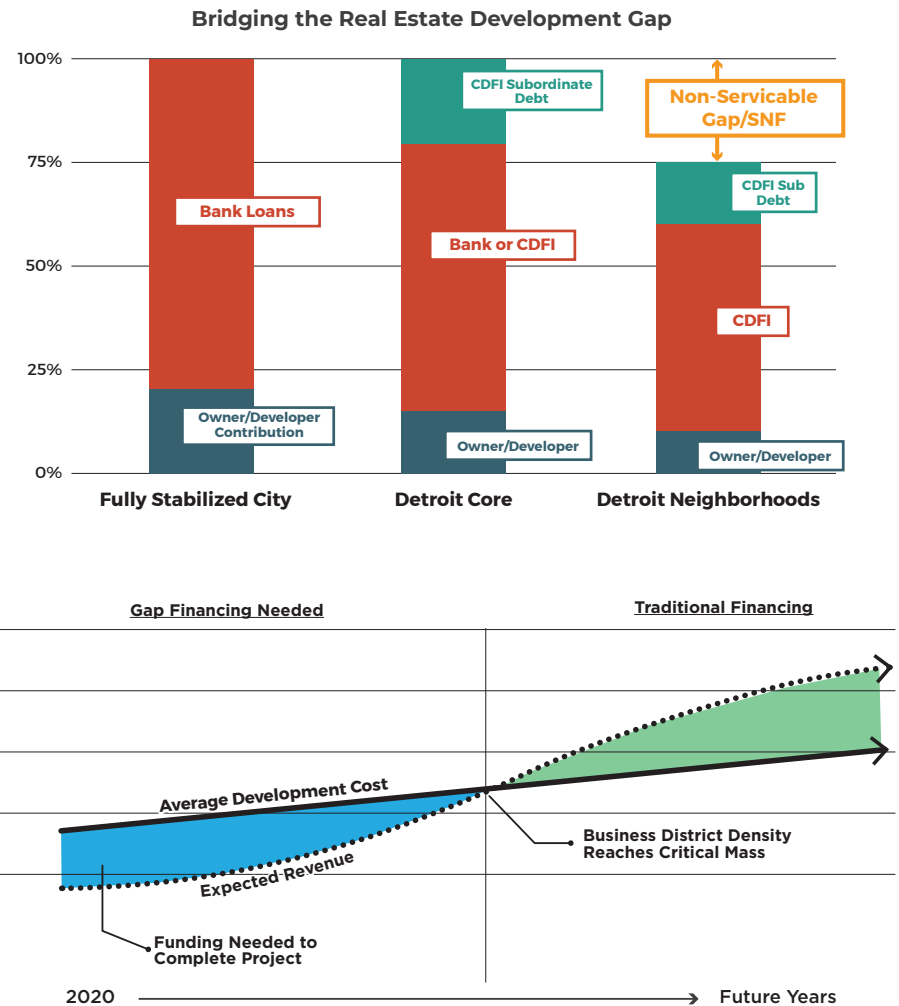 Bridging the Real Estate Development Gap
100%
CDFI Subordinate
Debt
Non-Servicable
Gap/SNF
75%
CDFI Sub
Debt
Bank Loans
Bank or CDFI
50%
CDFI
25%
Owner/Developer
Contribution
Owner/Developer
Owner/Developer
0%
Fully Stabilized City
Detroit Core
Detroit Neighborhoods
Gap Financing Needed
Traditional Financing
Average Development Cost
Expected Revenue
Business District Density
Reaches Critical Mass
Funding Needed to
Complete Project
2020
Future Years